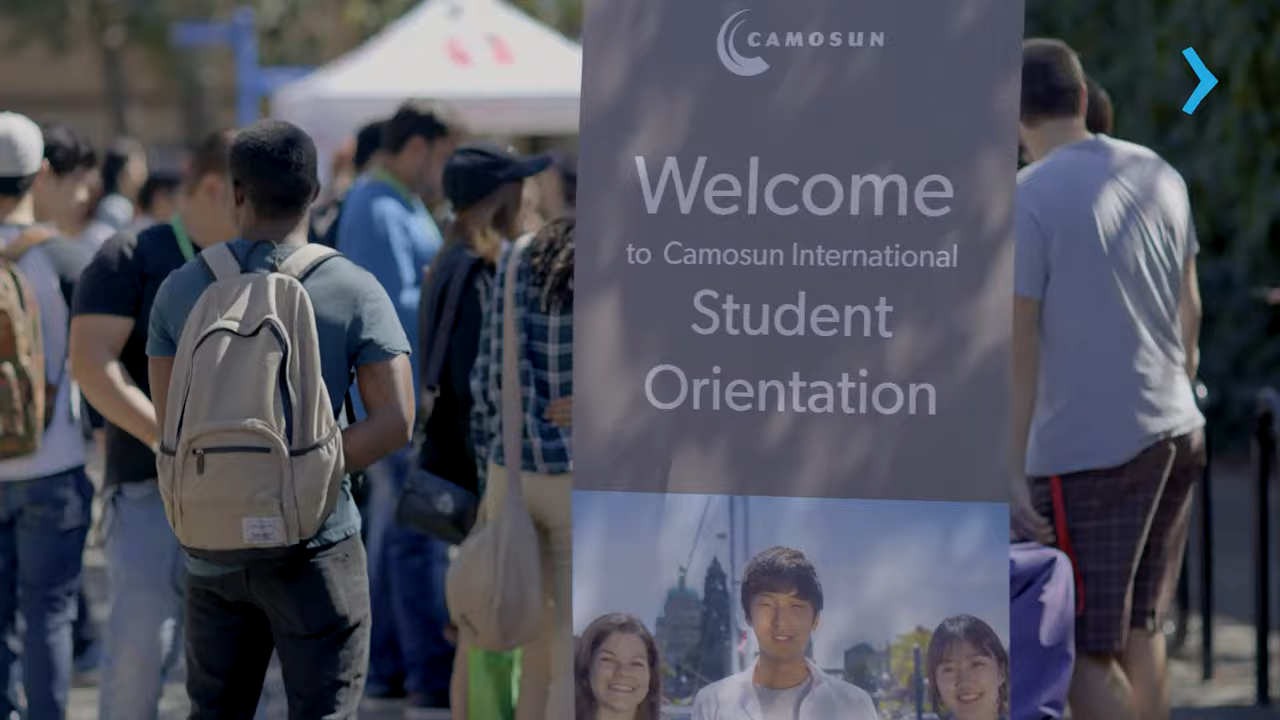 CAMOSUN
Welcome
to Camosun International
Student
Orientation